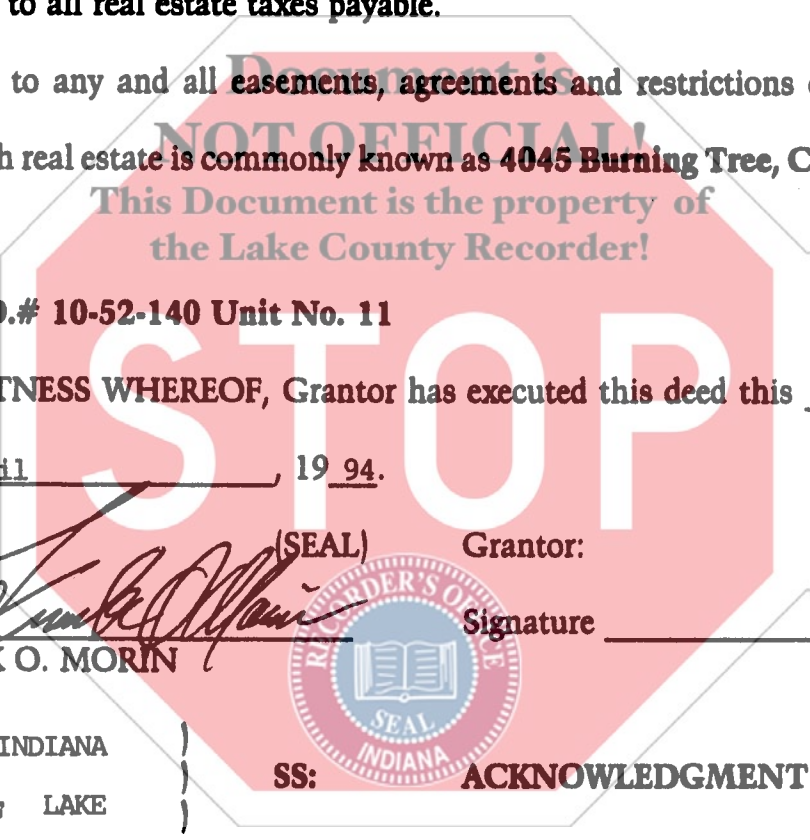 to all real estate taxes payable.
Document is
to any and all easements, agreements and restrictions
NOT OFFICIAL!
real estate is commonly known as 4045 Burning Tree,
This Document is the property of
the Lake County Recorder!
.# 10-52-140 Unit No. 11
STOP
TNESS WHEREOF, Grantor has executed this deed this
il, 19 94.
(SEAL) Grantor:
Signature
O. MORIN
RECORDER'S OFFICE
SEAL
INDIANA
INDIANA )
SS: ACKNOWLEDGMENT
LAKE )